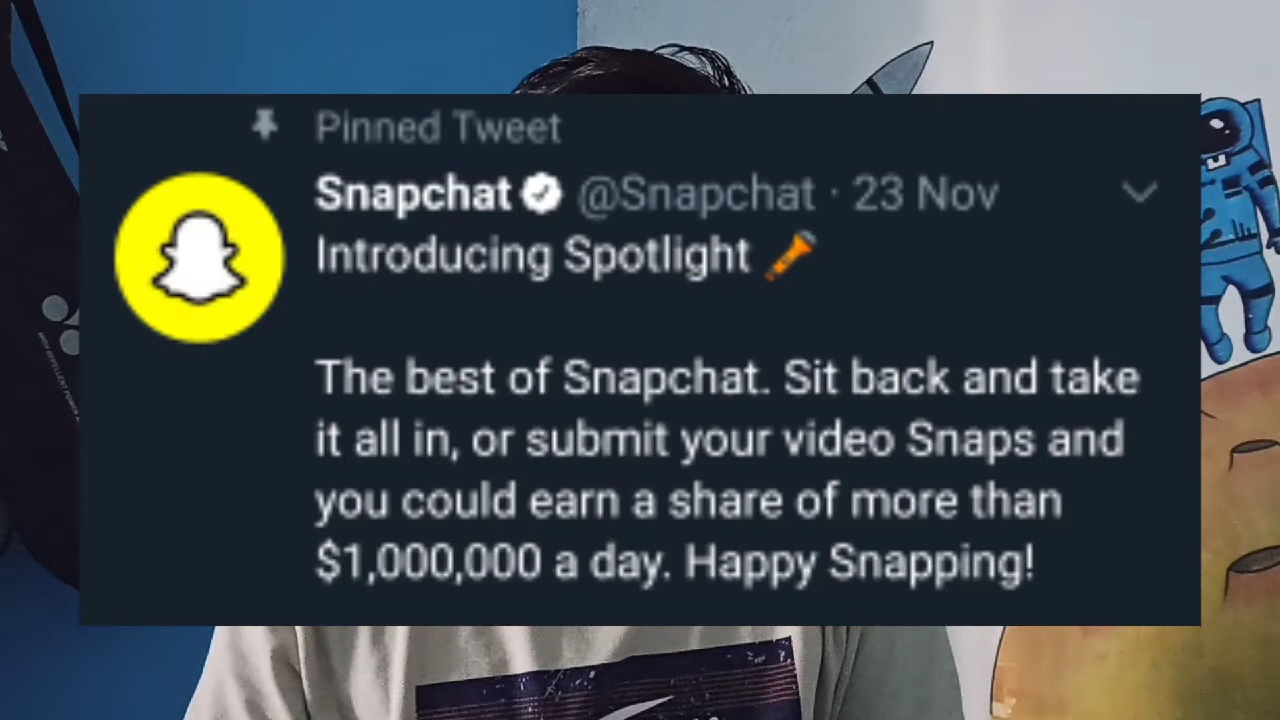 Pinned Tweet
Snapchat @Snapchat · 23 Nov
Introducing Spotlight 🔦
The best of Snapchat. Sit back and take
it all in, or submit your video Snaps and
you could earn a share of more than
$1,000,000 a day. Happy Snapping!